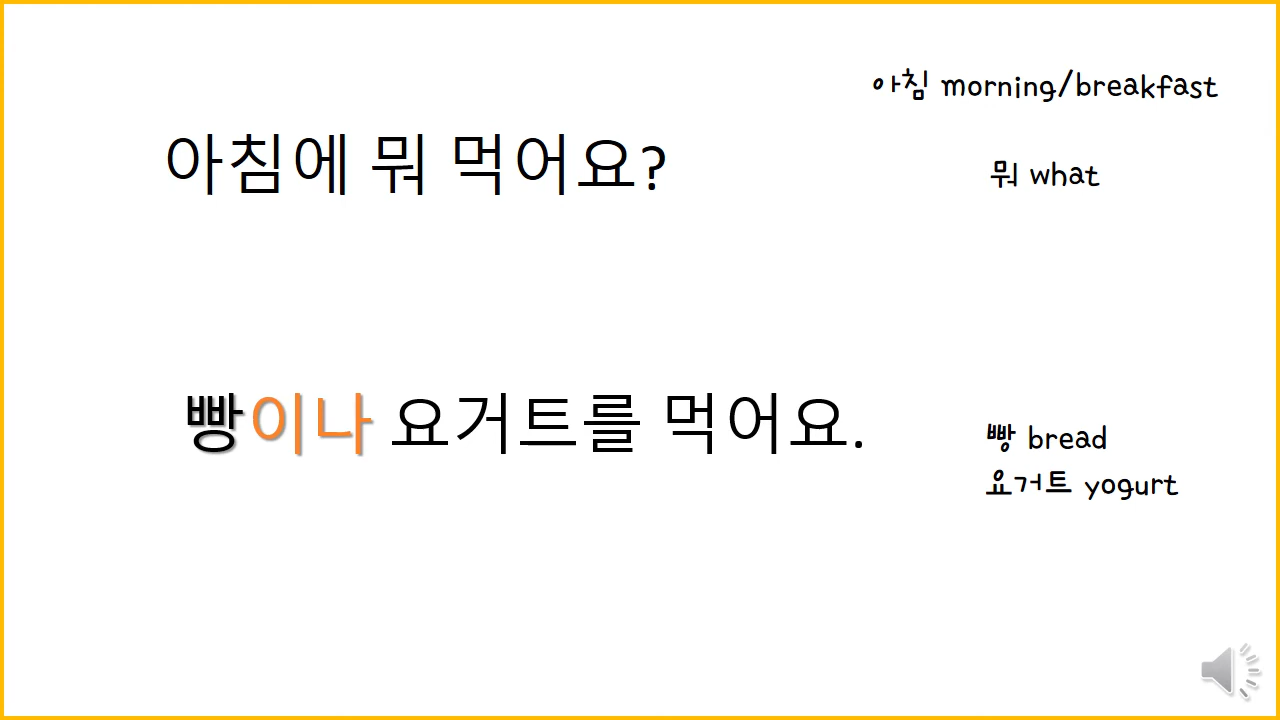 아침 morning/breakfast
아침에 뭐 먹어요?
뭐 what
빵이나 요거트를 먹어요.
빵 bread
요거트 yogurt